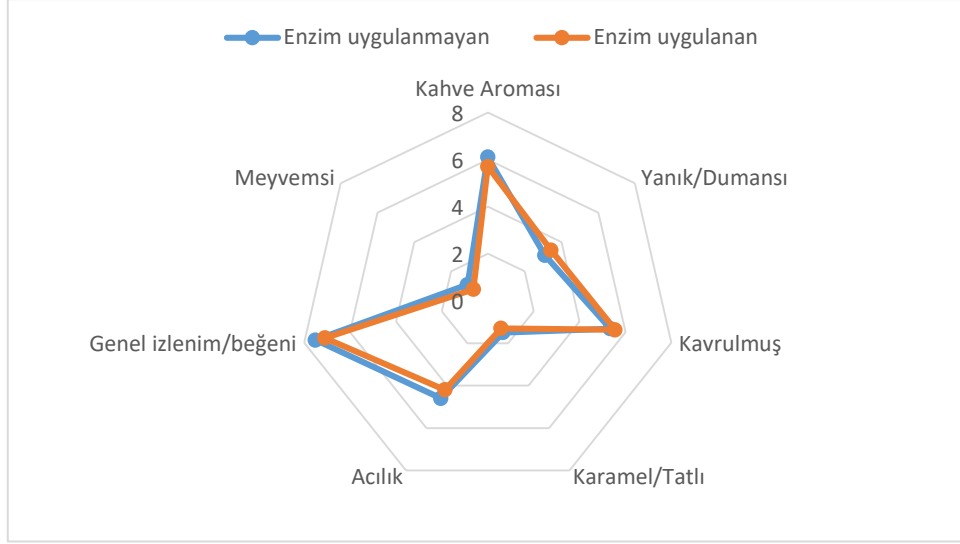 Enzim uygulanmayan
Enzim uygulanan
Kahve Aroması
8
6
4
2
0
Yanık/Dumansı
Kavrulmuş
Karamel/Tatlı
Acılık
Genel izlenim/beğeni
Meyvemsi